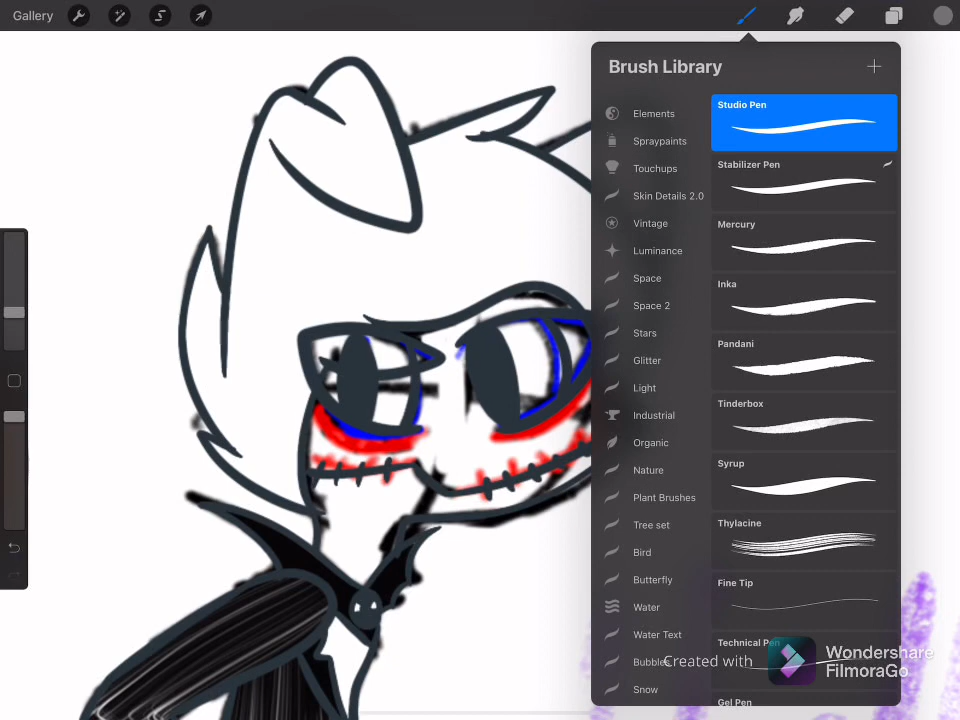 Gallery
Brush Library
Elements
Spraypaints
Touchups
Skin Details 2.0
Vintage
Luminance
Space
Space 2
Stars
Glitter
Light
Industrial
Organic
Nature
Plant Brushes
Tree set
Bird
Butterfly
Water
Water Text
Bubbles
Snow
Studio Pen
Stabilizer Pen
Mercury
Inka
Pandani
Tinderbox
Syrup
Thylacine
Fine Tip
Technical Pen
Gel Pen
Created with
Wondershare
FilmoraGo